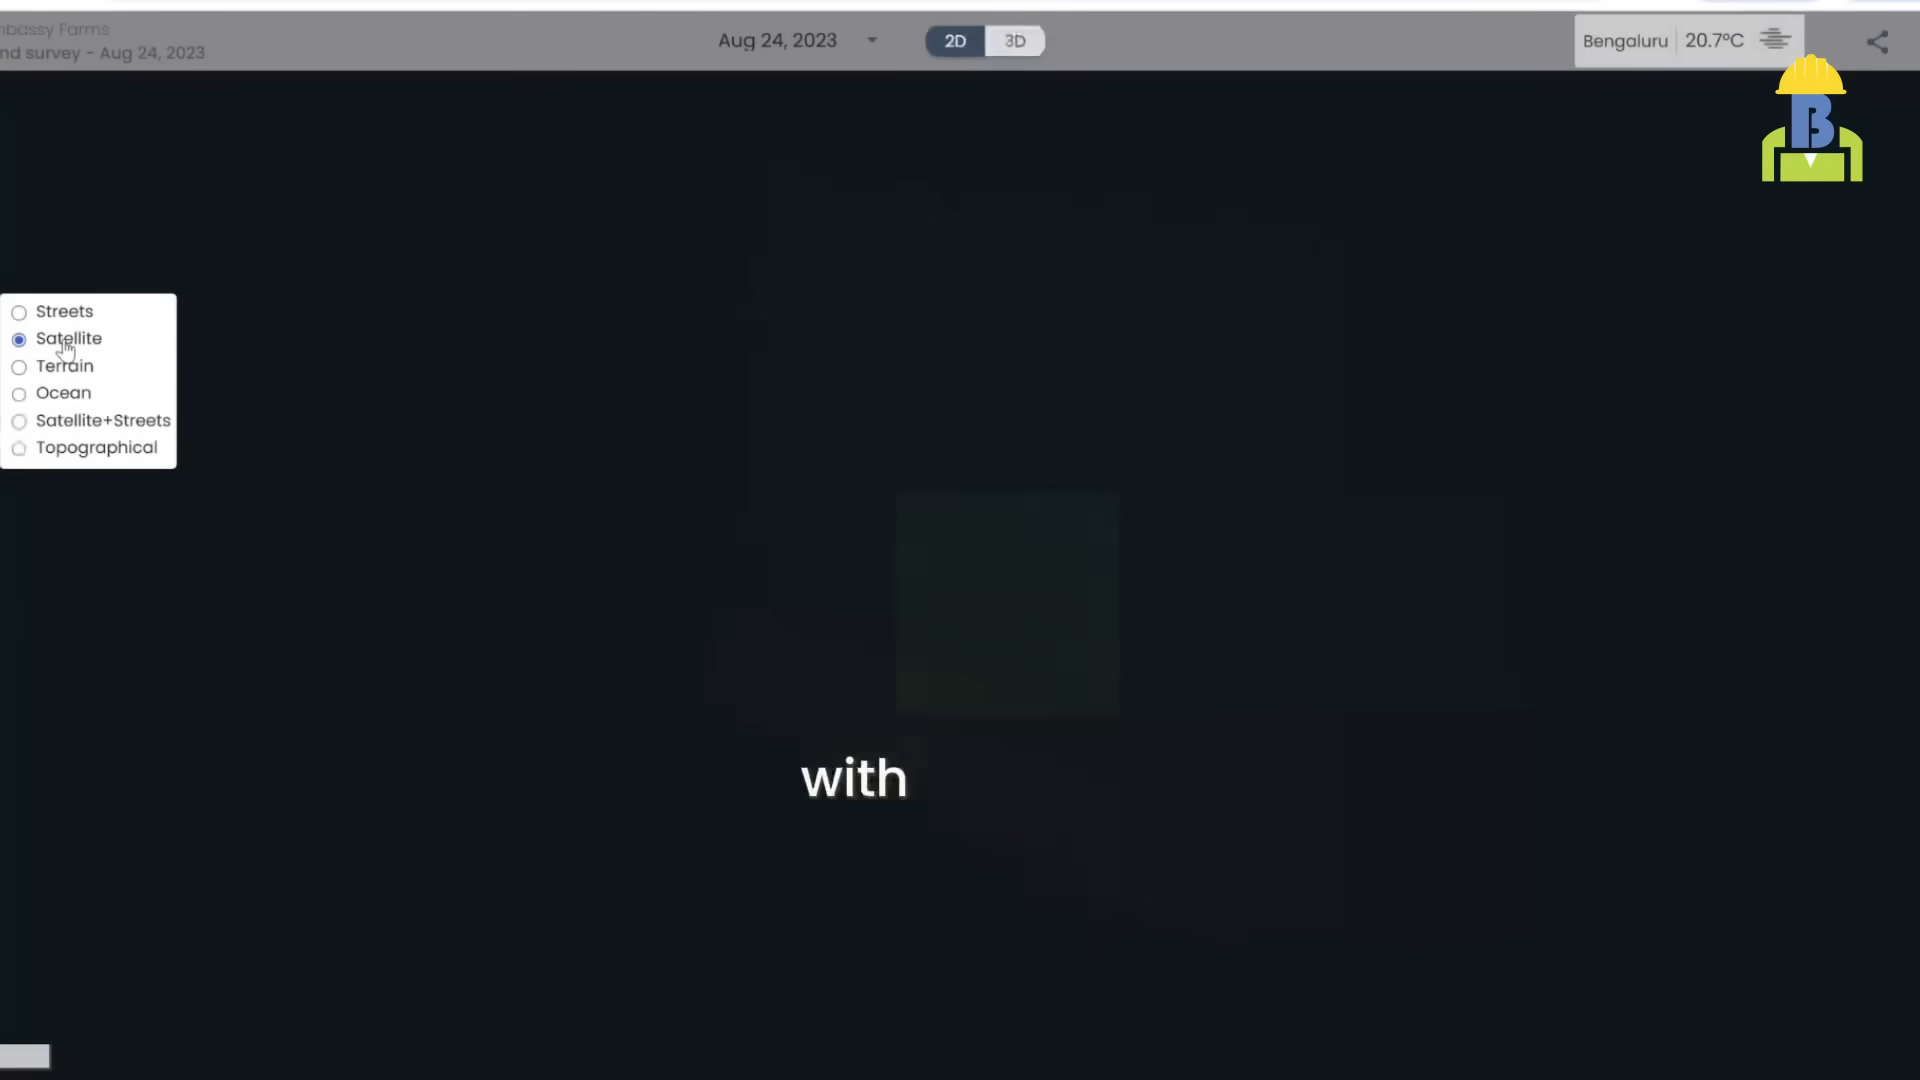 mbassy Farms
nd survey - Aug 24, 2023
Aug 24, 2023
2D
3D
Bengaluru
20.7°C
B
Streets
Satellite
Terrain
Ocean
Satellite+Streets
Topographical
with